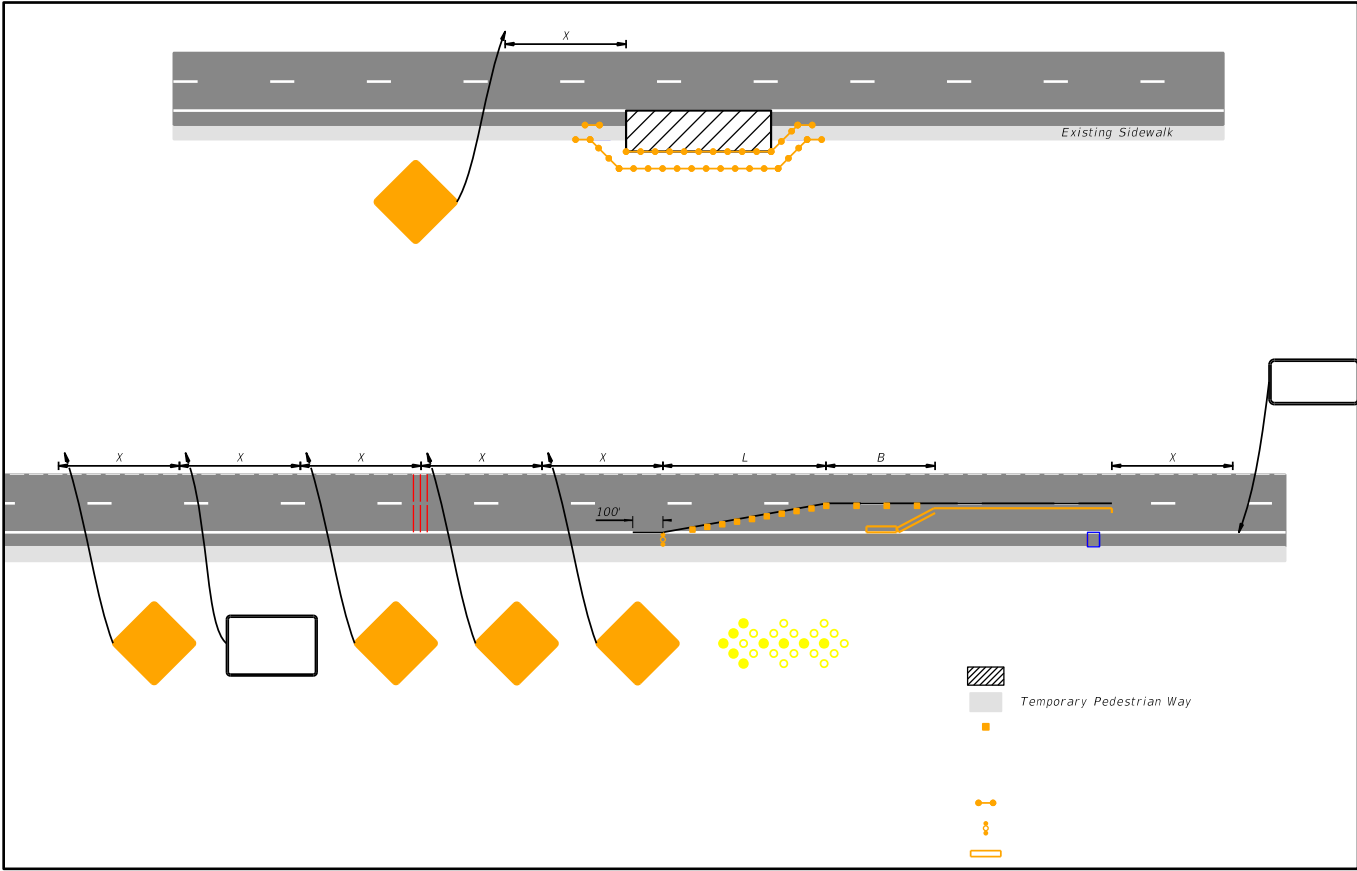 X
Existing Sidewalk
X X X X X L B X
100'
Temporary Pedestrian Way